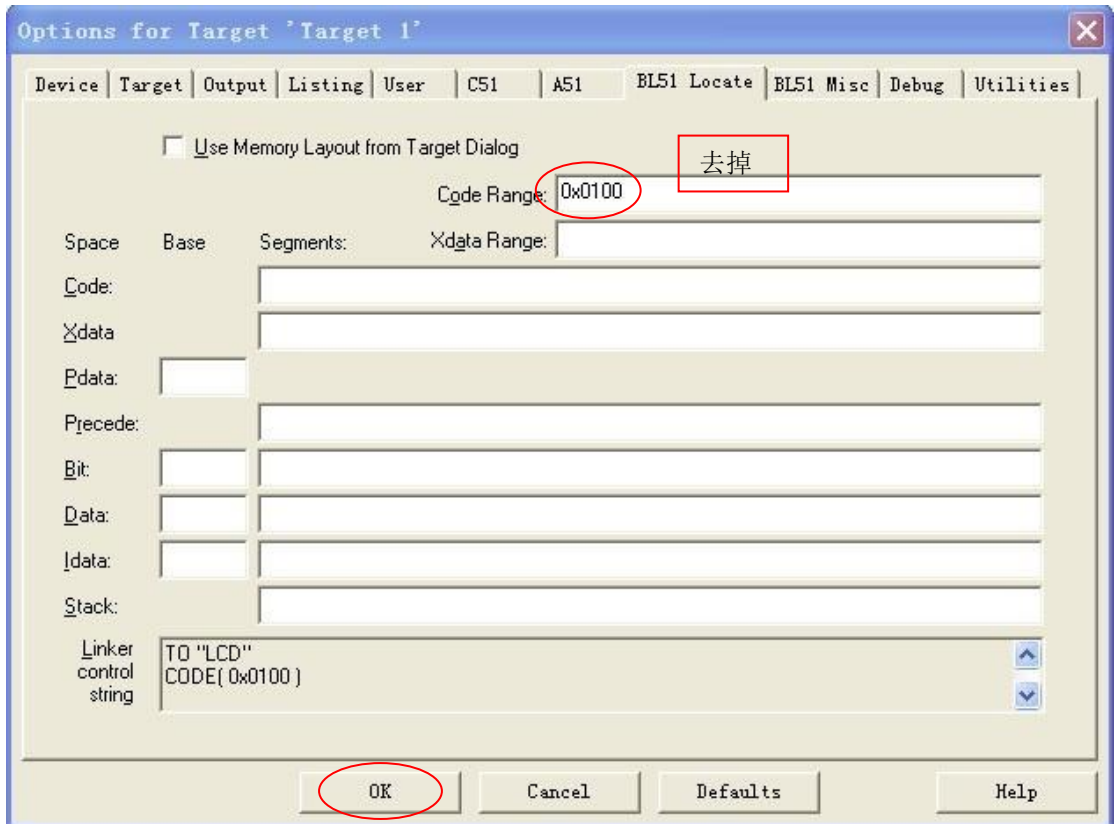 Options for Target 'Target 1'
Device Target Output Listing User C51 A51 BL51 Locate BL51 Misc Debug Utilities
Use Memory Layout from Target Dialog
去掉
Code Range: 0x0100
Space Base Segments: Xdata Range:
Code:
Xdata
Pdata:
Precede:
Bit:
Data:
Idata:
Stack:
Linker control string
TO "LCD"
CODE( 0x0100 )
OK Cancel Defaults Help